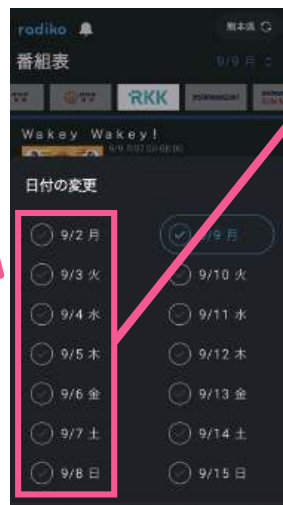 radiko 熊本県
番組表 9/9 月
RKK
Wakey Wakey!
日付の変更
9/2 月 9/9 月
9/3 火 9/10 火
9/4 水 9/11 水
9/5 木 9/12 木
9/6 金 9/13 金
9/7 土 9/14 土
9/8 日 9/15 日